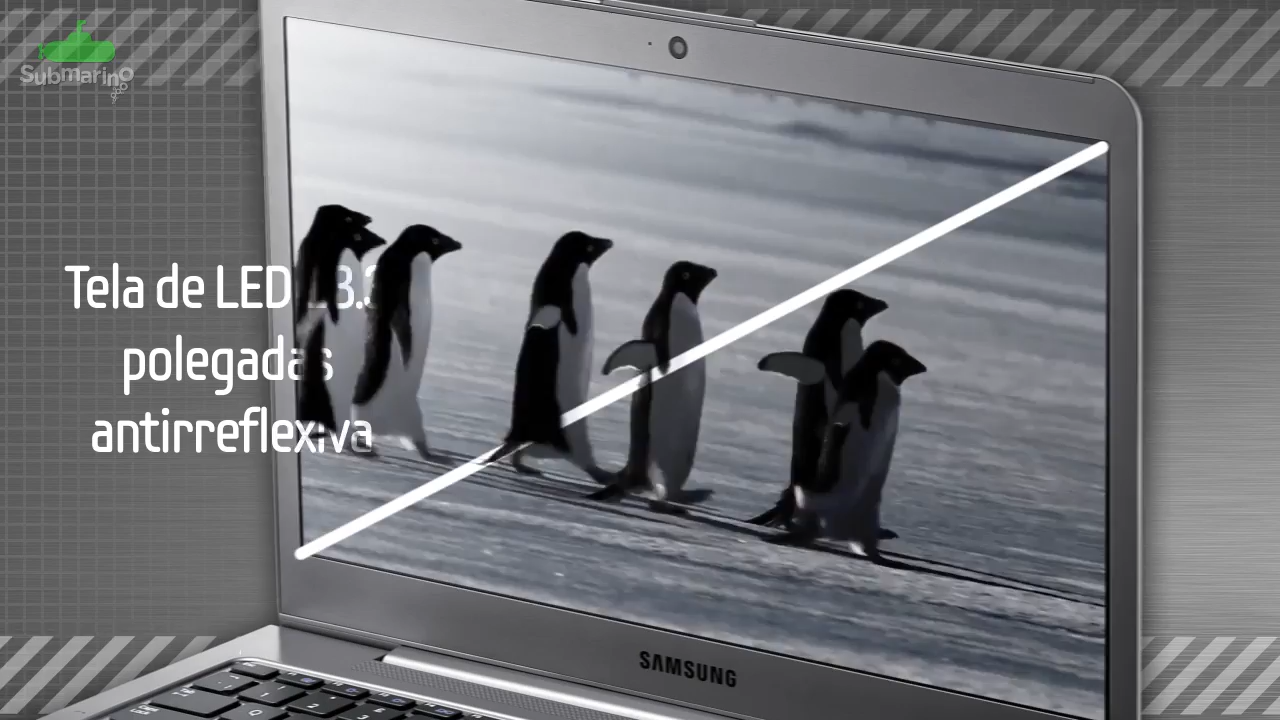 Submarino
Tela de LED
polegadas
antirreflexiva
SAMSUNG